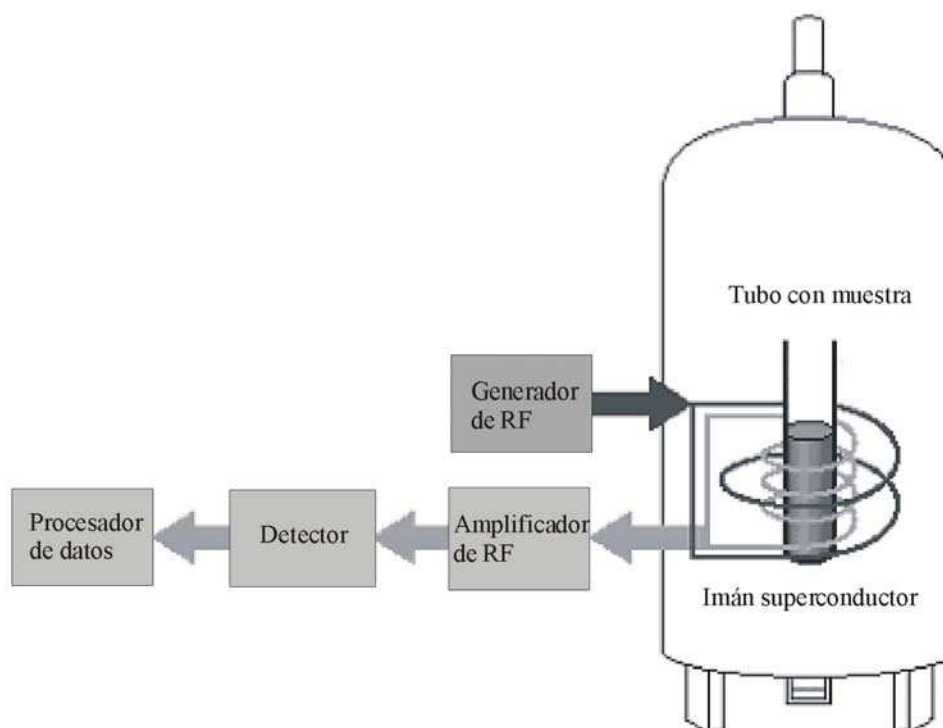 Tubo con muestra
Generador
de RF
Procesador
de datos
Detector
Amplificador
de RF
Imán superconductor